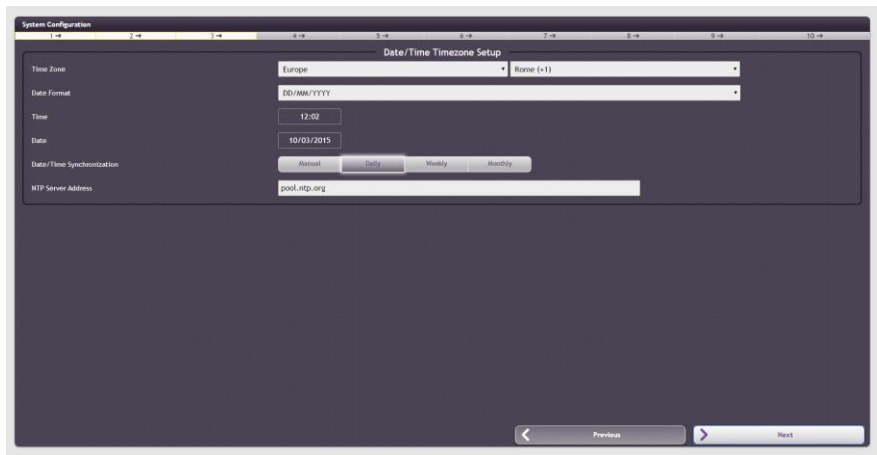 System Configuration
1 → 2 → 3 → 4 → 5 → 6 → 7 → 8 → 9 → 10 →
Date/Time Timezone Setup
Time Zone Europe Rome (+1)
Date Format DD/MM/YYYY
Time 12:02
Date 10/03/2015
Date/Time Synchronization Manual Daily Weekly Monthly
NTP Server Address pool.ntp.org
Previous Next